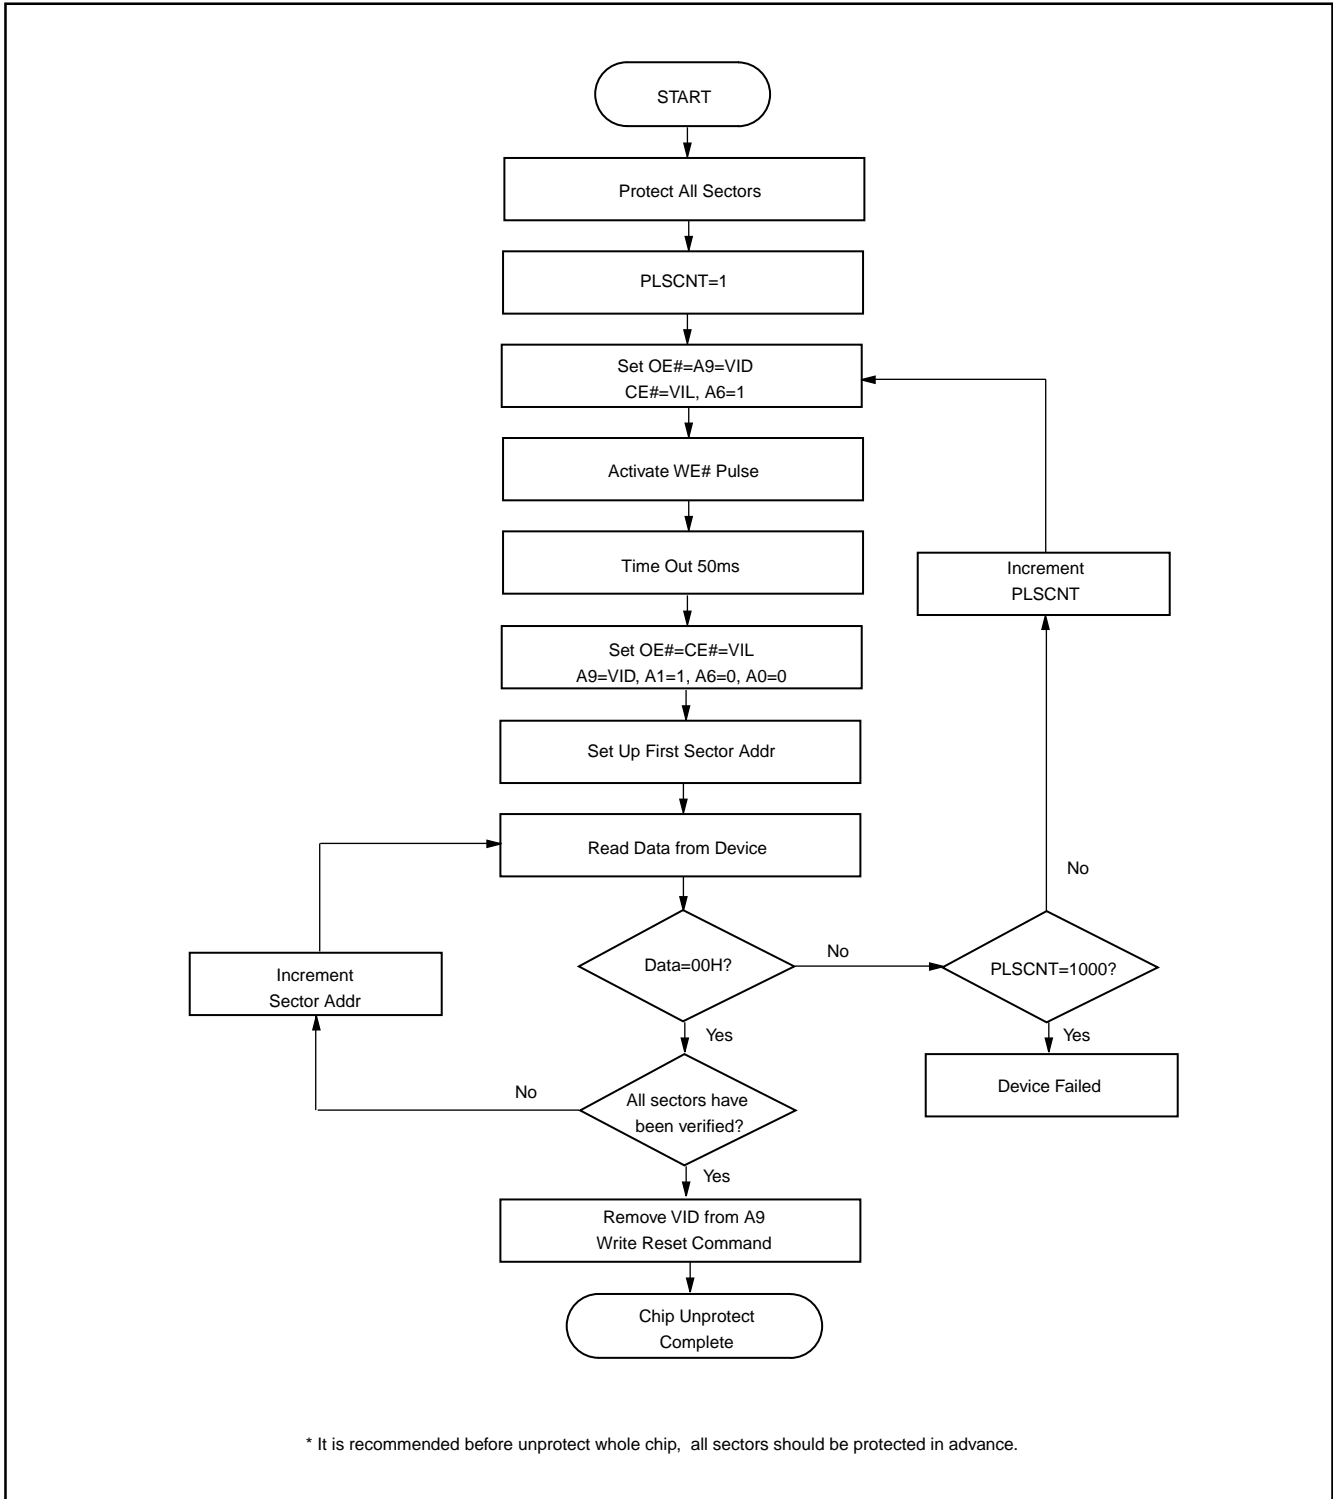 START
Protect All Sectors
PLSCNT=1
Set OE#=A9=VID
CE#=VIL, A6=1
Activate WE# Pulse
Time Out 50ms
Increment
PLSCNT
Set OE#=CE#=VIL
A9=VID, A1=1, A6=0, A0=0
Set Up First Sector Addr
Read Data from Device
No
Data=00H?
No
PLSCNT=1000?
Increment
Sector Addr
Yes
Yes
Device Failed
No
All sectors have
been verified?
Yes
Remove VID from A9
Write Reset Command
Chip Unprotect
Complete
* It is recommended before unprotect whole chip, all sectors should be protected in advance.